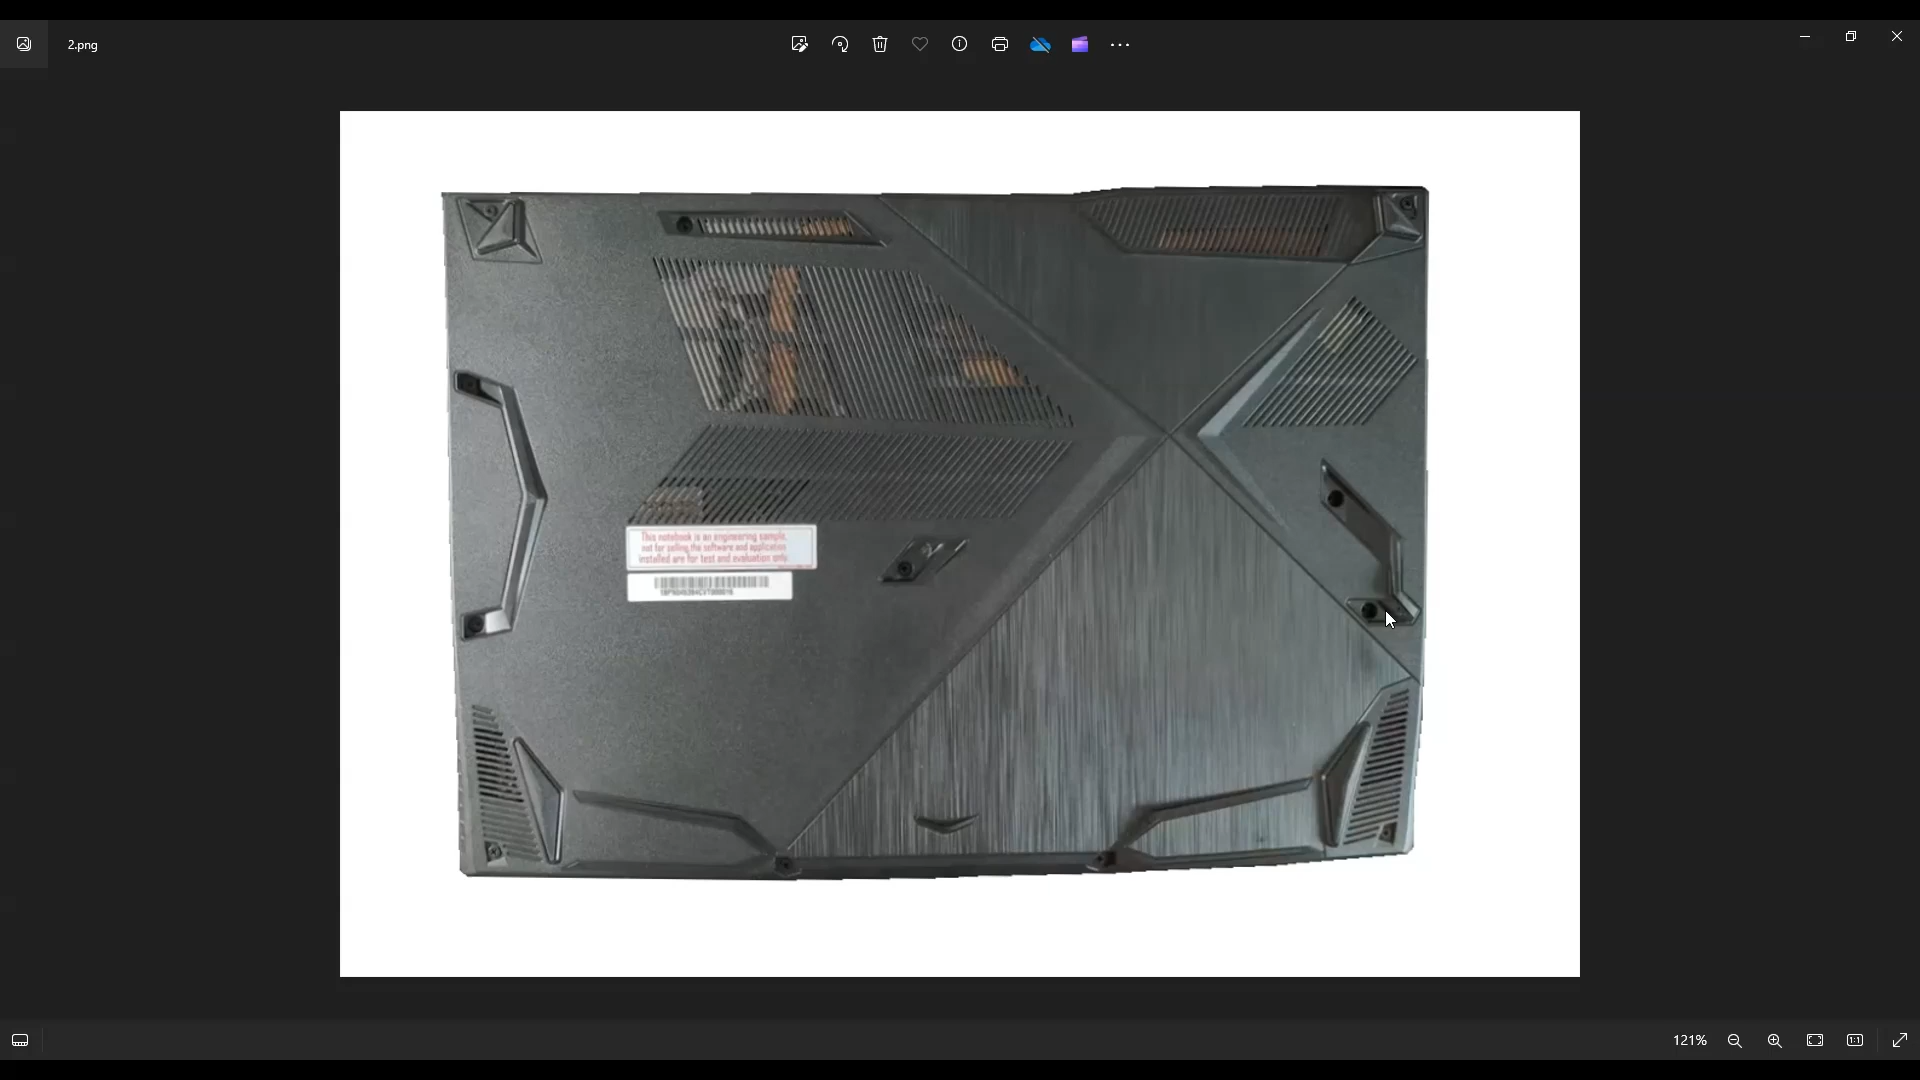 2.png
This notebook is an engineering sample,
not for selling,the software and application
installed are for test and evaluation only.
121%